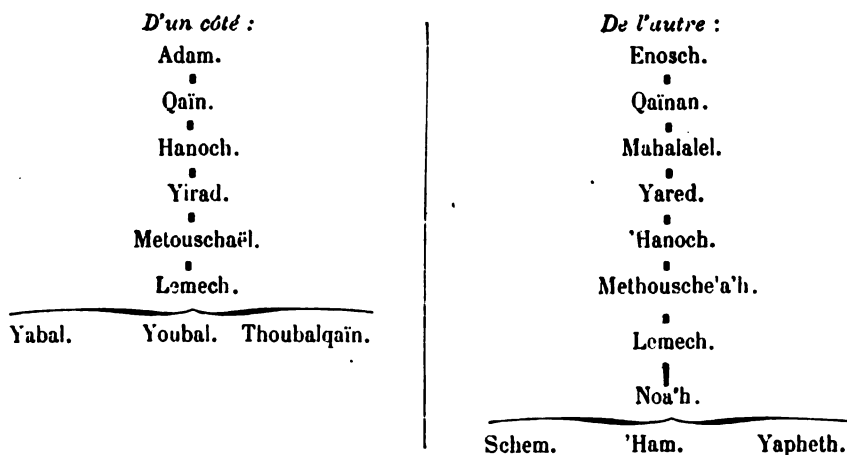 D'un côté :
Adam.
Qaïn.
Hanoch.
Yirad.
Metouschaël.
Lemech.
Yabal. Youbal. Thoubalqaïn.
De l'autre :
Enosch.
Qaïnan.
Mahalalel.
Yared.
'Hanoch.
Methousche'a'h.
Lemech.
Noa'h.
Schem. 'Ham. Yapheth.